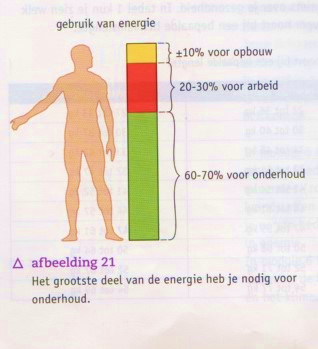 gebruik van energie
±10% voor opbouw
20-30% voor arbeid
60-70% voor onderhoud
△ afbeelding 21
Het grootste deel van de energie heb je nodig voor
onderhoud.